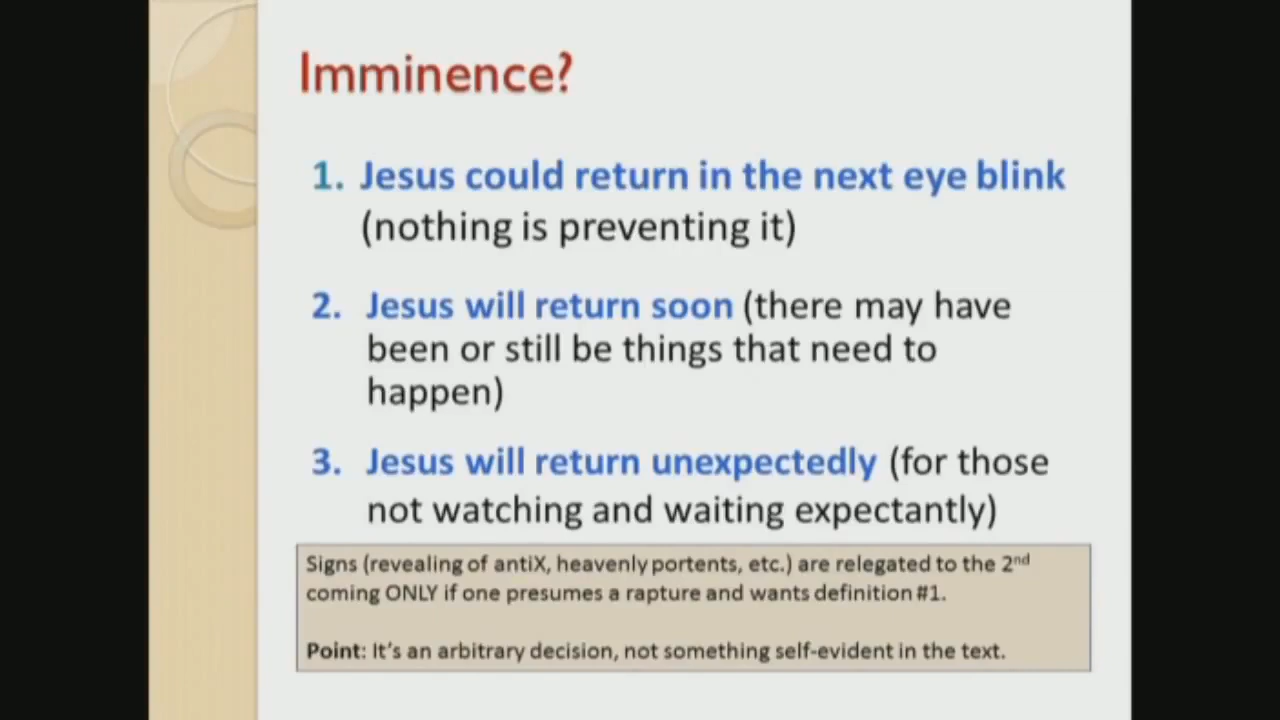 Imminence?
1. Jesus could return in the next eye blink
(nothing is preventing it)
2. Jesus will return soon (there may have
been or still be things that need to
happen)
3. Jesus will return unexpectedly (for those
not watching and waiting expectantly)
Signs (revealing of antiX, heavenly portents, etc.) are relegated to the 2nd
coming ONLY if one presumes a rapture and wants definition #1.
Point: It's an arbitrary decision, not something self-evident in the text.